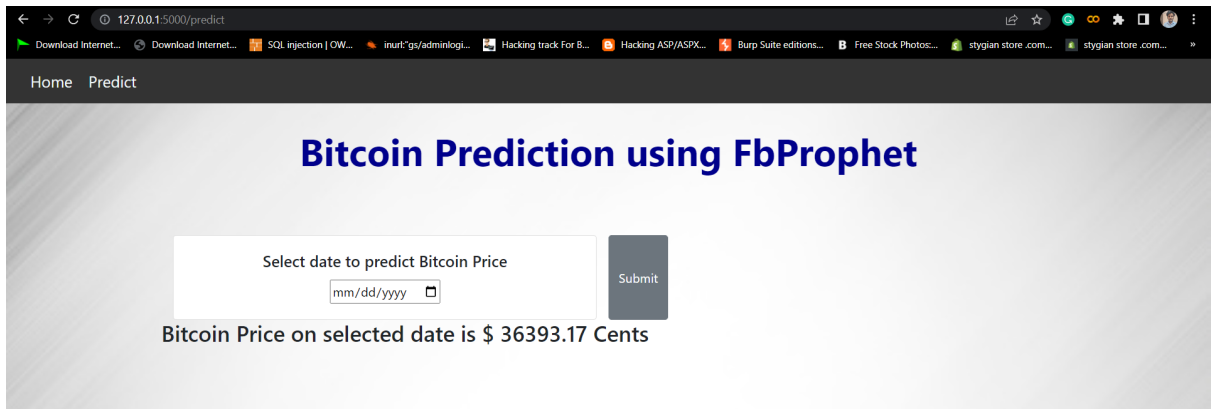 127.0.0.1:5000/predict
Download Internet... Download Internet... SQL injection | OW... inurl:"gs/adminlogi... Hacking track For B... Hacking ASP/ASPX... Burp Suite editions... Free Stock Photos:... stygian store .com... stygian store .com... »
Home Predict
Bitcoin Prediction using FbProphet
Select date to predict Bitcoin Price
mm/dd/yyyy
Submit
Bitcoin Price on selected date is $ 36393.17 Cents